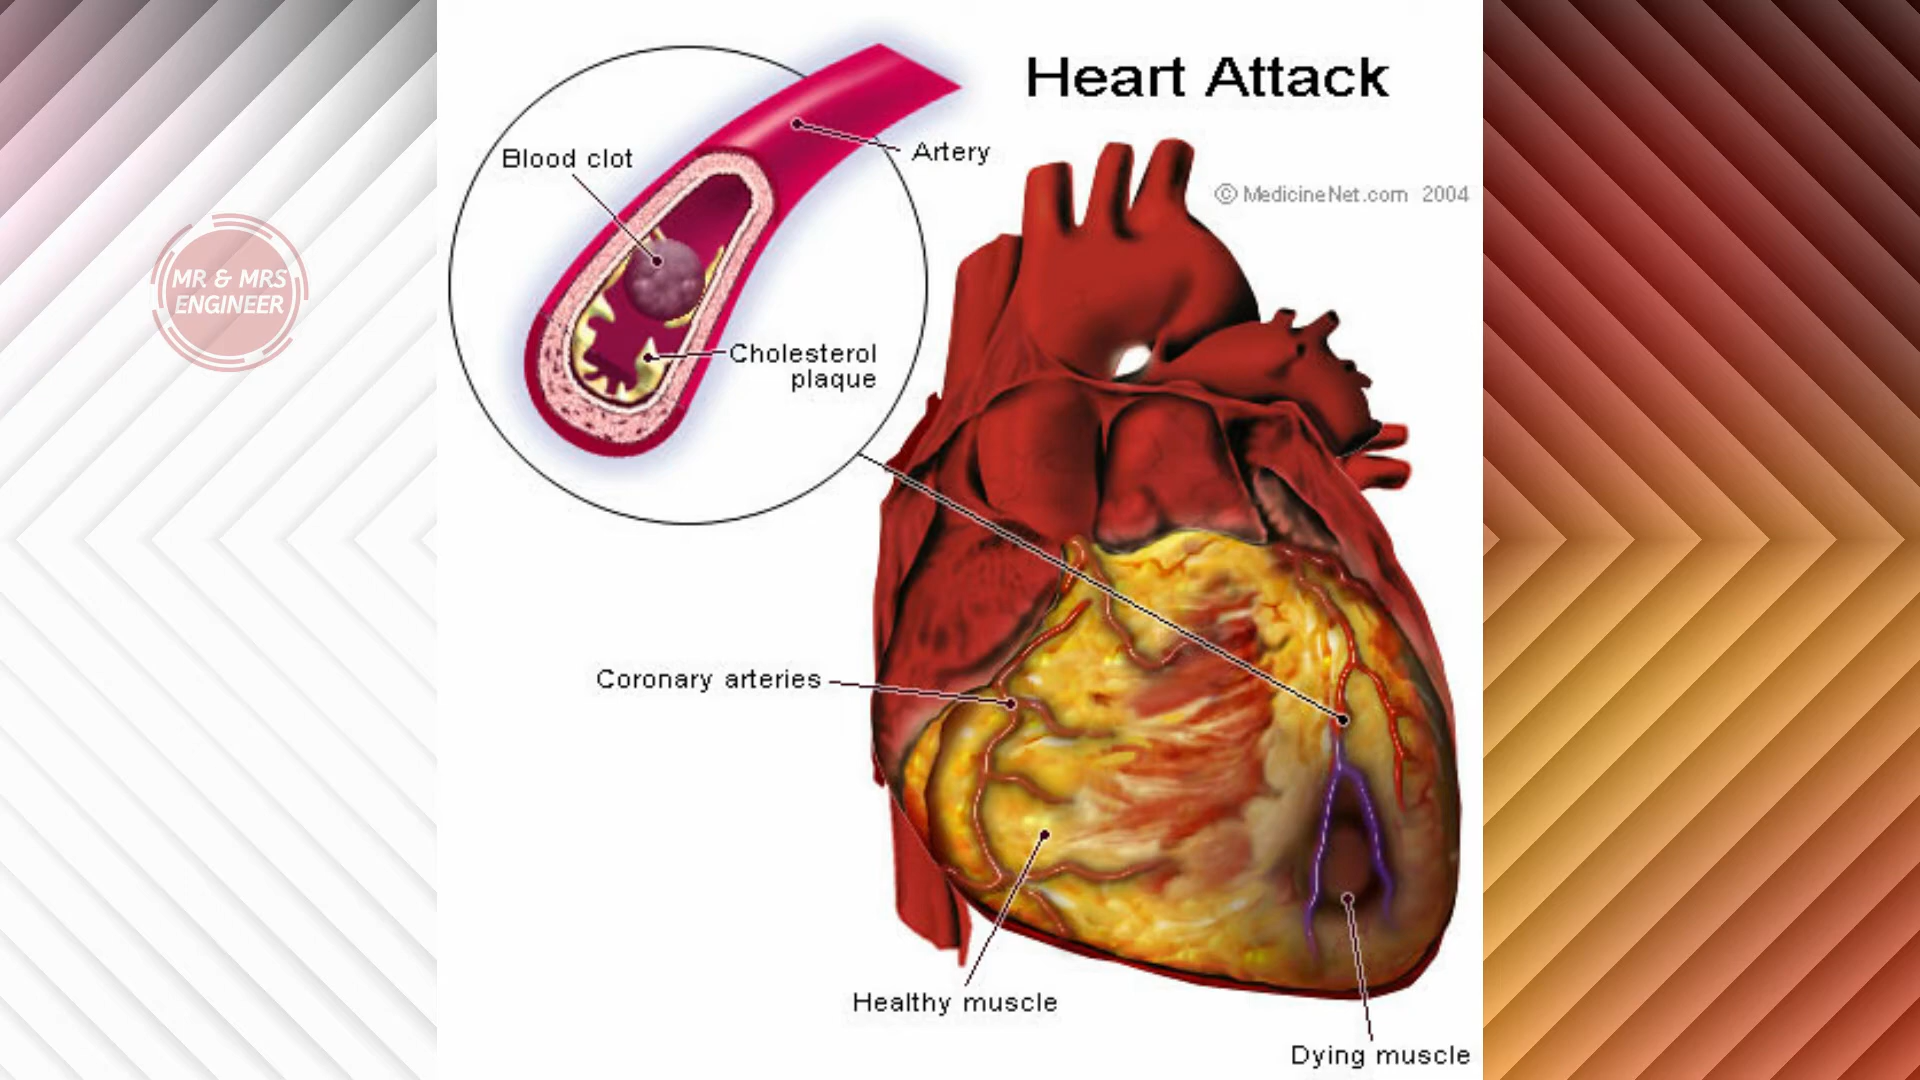 Heart Attack
Blood clot
Artery
© MedicineNet.com 2004
MR & MRS
ENGINEER
Cholesterol
plaque
Coronary arteries
Healthy muscle
Dying muscle